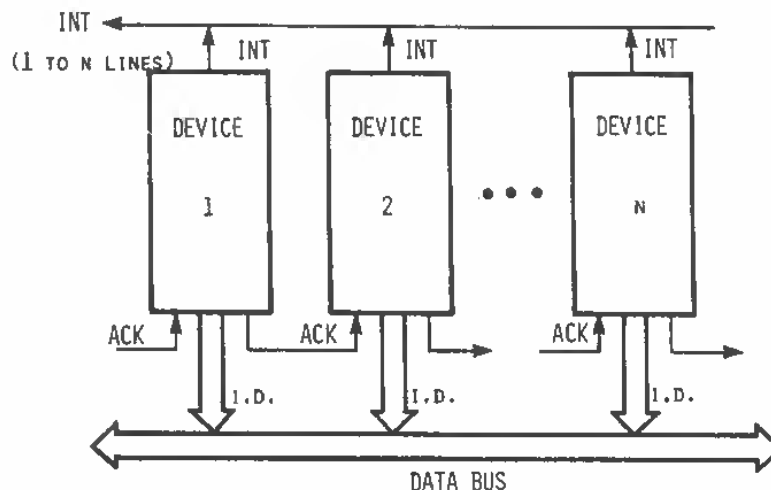 INT
(1 TO N LINES)
INT
INT
INT
DEVICE
1
DEVICE
2
DEVICE
N
ACK
ACK
ACK
I.D.
I.D.
I.D.
DATA BUS